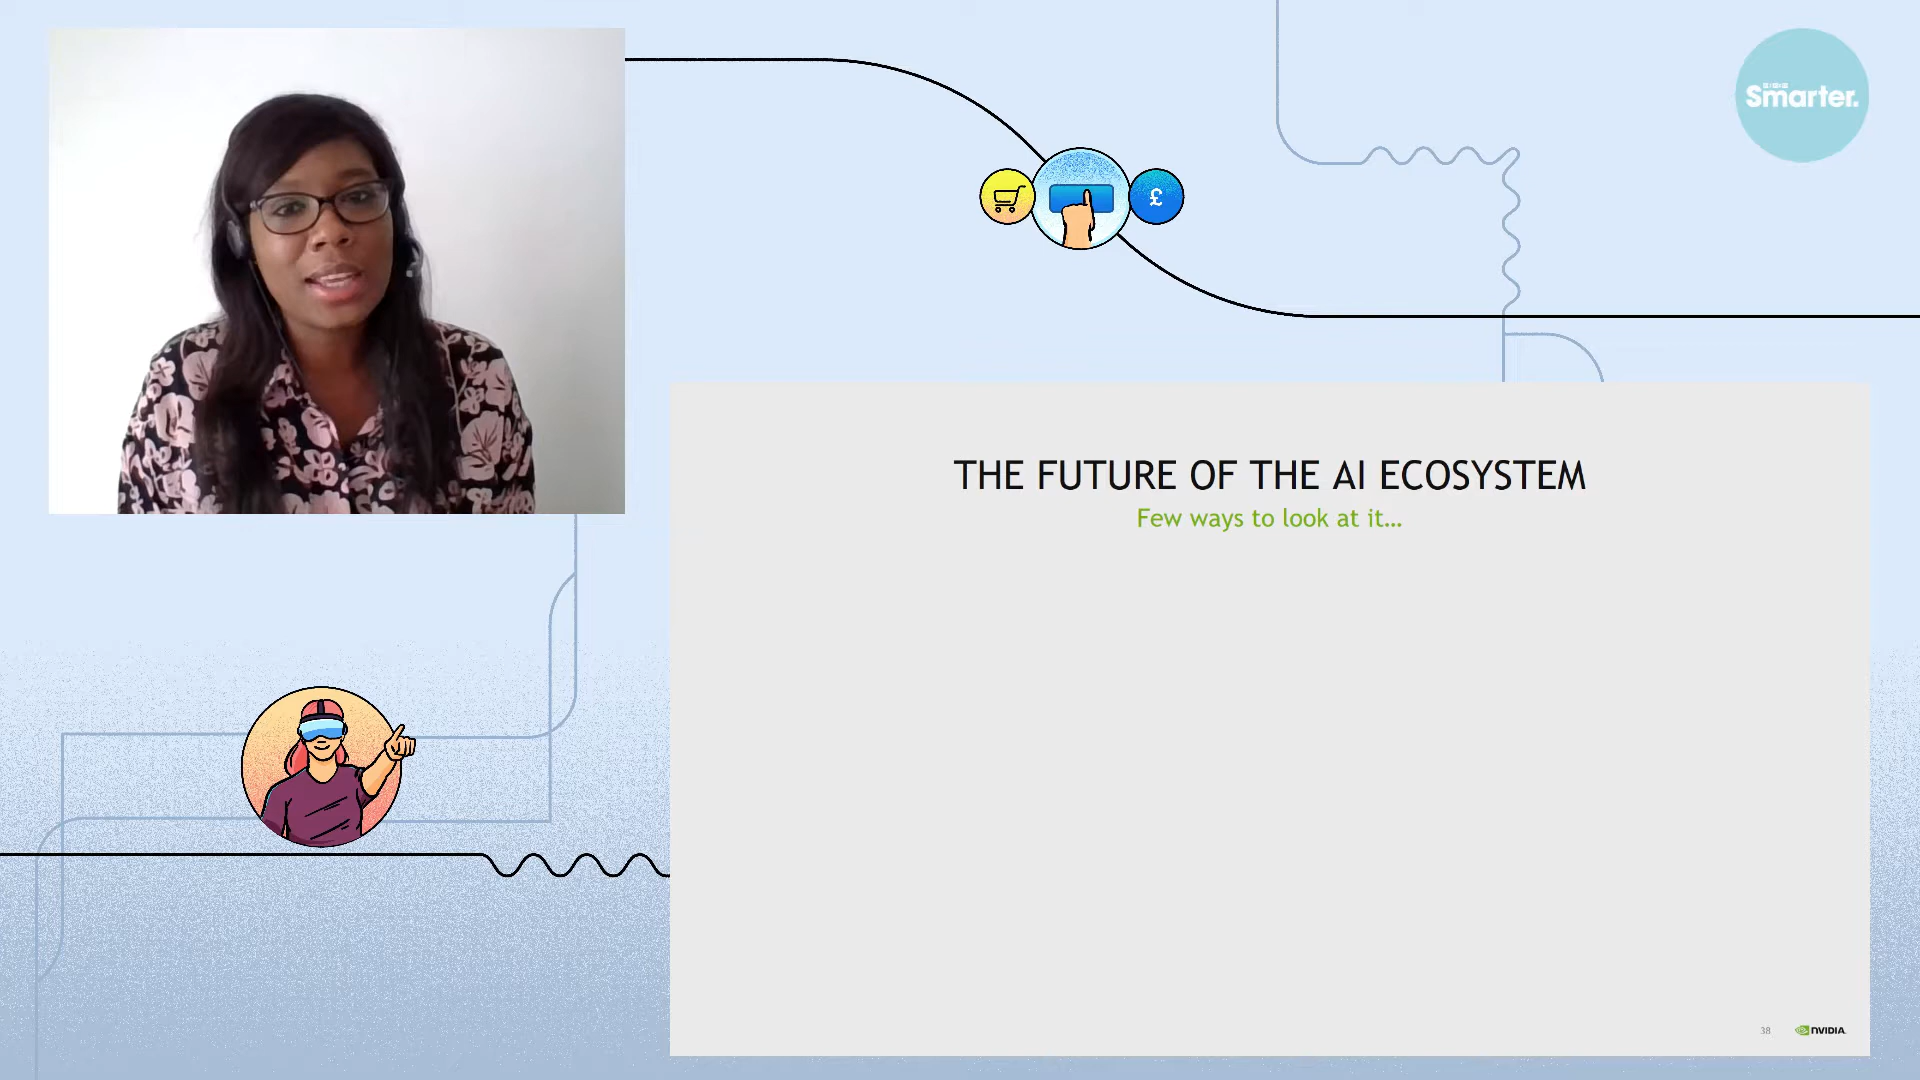 Smarter.
£
THE FUTURE OF THE AI ECOSYSTEM
Few ways to look at it...
38
NVIDIA.